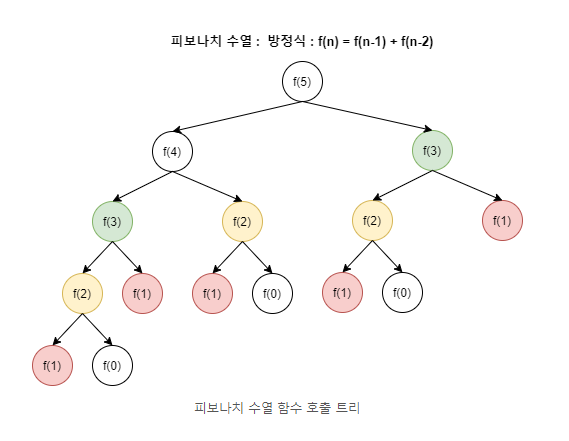 피보나치 수열 :  방정식 : f(n) = f(n-1) + f(n-2)
f(5)
f(4)
f(3)
f(3)
f(2)
f(2)
f(1)
f(2)
f(1)
f(1)
f(0)
f(1)
f(0)
f(1)
f(0)
피보나치 수열 함수 호출 트리